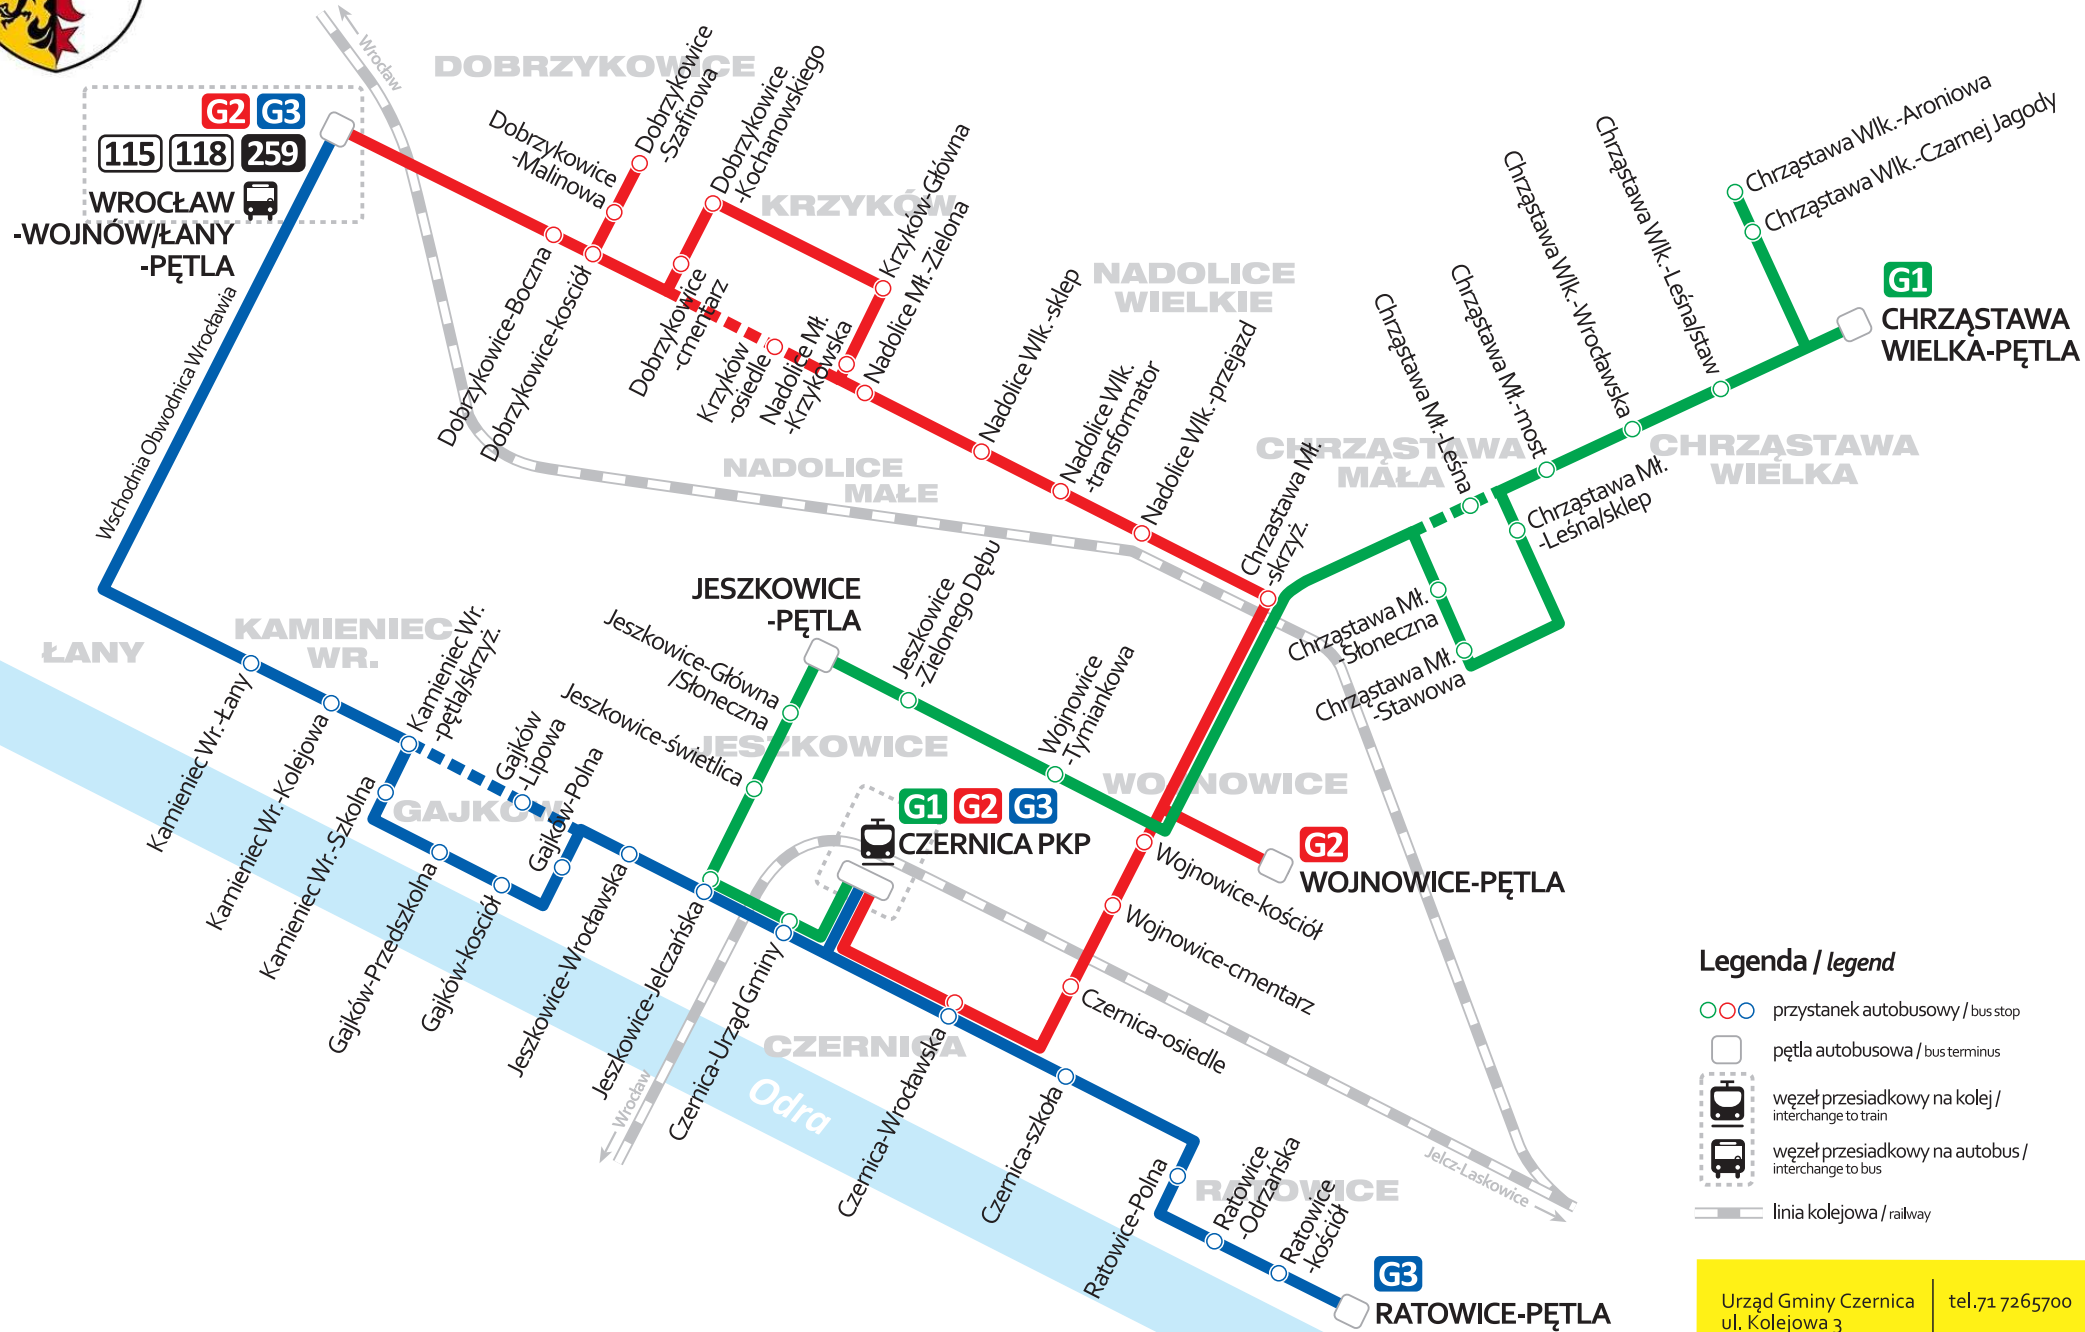 Wrocław
DOBRZYKOWICE
G2 G3
115 118 259
WROCŁAW
-WOJNÓW/ŁANY
-PĘTLA
Dobrzykowice
-Malinowa
Dobrzykowice
-Szafirowa
Dobrzykowice
-Kochanowskiego
KRZYKÓW
Krzyków-Główna
Nadolice Mł.-Zielona
Dobrzykowice-Boczna
Dobrzykowice-kosciół
Dobrzykowice
-cmentarz
Krzyków
-osiedle
Nadolice Mł.
-Krzykowska
NADOLICE
WIELKIE
Nadolice Wlk.-sklep
Nadolice Wlk.
-transformator
Nadolice Wlk.-przejazd
NADOLICE
MAŁE
Chrząstawa Wlk.-Aroniowa
Chrząstawa Wlk.-Czarnej Jagody
G1
CHRZĄSTAWA
WIELKA-PĘTLA
Chrząstawa Wlk.-Leśna/staw
Chrząstawa Wlk.-Wrocławska
Chrząstawa Mł.-most
Chrząstawa Mł.-Leśna
CHRZĄSTAWA
MAŁA
CHRZĄSTAWA
WIELKA
Chrząstawa Mł.
-Leśna/sklep
Chrzastawa Mł.
-skrzyż.
Chrząstawa Mł.
-Słoneczna
Chrząstawa Mł.
-Stawowa
Wschodnia Obwodnica Wrocławia
ŁANY
KAMIENIEC
WR.
Kamieniec Wr.-Łany
Kamieniec Wr.-Kolejowa
Kamieniec Wr.
-pętla/skrzyż.
Kamieniec Wr.-Szkolna
GAJKÓW
Gajków
-Lipowa
Gajków-Polna
Gajków-Przedszkolna
Gajków-kosciół
Jeszkowice-Wrocławska
JESZKOWICE
-PĘTLA
Jeszkowice-Główna
/Słoneczna
Jeszkowice-świetlica
Jeszkowice
-Zielonego Dębu
JESZKOWICE
Wojnowice
-Tymiankowa
WOJNOWICE
G1 G2 G3
CZERNICA PKP
G2
WOJNOWICE-PĘTLA
Wojnowice-kościół
Wojnowice-cmentarz
Czernica-osiedle
Jeszkowice-Jelczańska
Czernica-Urząd Gminy
CZERNICA
Czernica-Wrocławska
Czernica-szkoła
Wrocław
Odra
Jelcz-Laskowice
RATOWICE
Ratowice-Polna
Ratowice
-Odrzańska
Ratowice
-kościół
G3
RATOWICE-PĘTLA
Legenda / legend
przystanek autobusowy / bus stop
pętla autobusowa / bus terminus
węzeł przesiadkowy na kolej /
interchange to train
węzeł przesiadkowy na autobus /
interchange to bus
linia kolejowa / railway
Urząd Gminy Czernica
ul. Kolejowa 3
tel.71 7265700